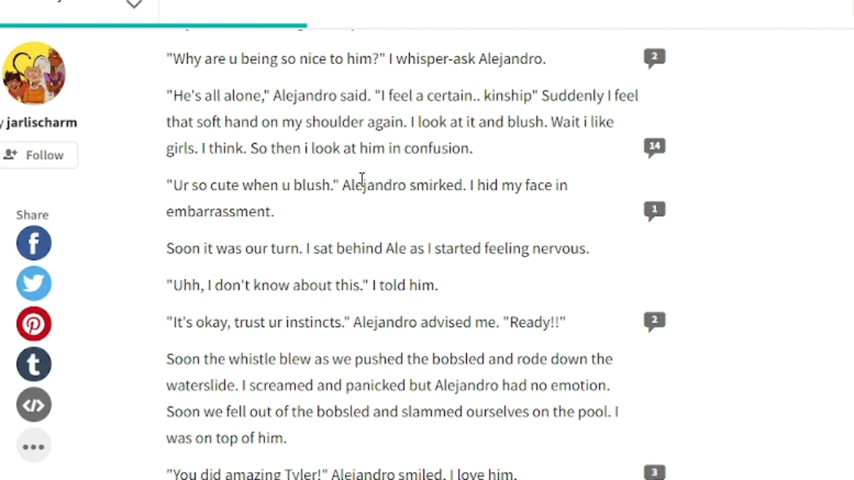 "Why are u being so nice to him?" I whisper-ask Alejandro.
2
"He's all alone," Alejandro said. "I feel a certain.. kinship" Suddenly I feel
that soft hand on my shoulder again. I look at it and blush. Wait i like
girls. I think. So then i look at him in confusion.
14
"Ur so cute when u blush." Alejandro smirked. I hid my face in
embarrassment.
1
Soon it was our turn. I sat behind Ale as I started feeling nervous.
"Uhh, I don't know about this." I told him.
"It's okay, trust ur instincts." Alejandro advised me. "Ready!!"
2
Soon the whistle blew as we pushed the bobsled and rode down the
waterslide. I screamed and panicked but Alejandro had no emotion.
Soon we fell out of the bobsled and slammed ourselves on the pool. I
was on top of him.
"You did amazing Tyler!" Alejandro smiled. I love him.
3
y jarlischarm
Follow
Share